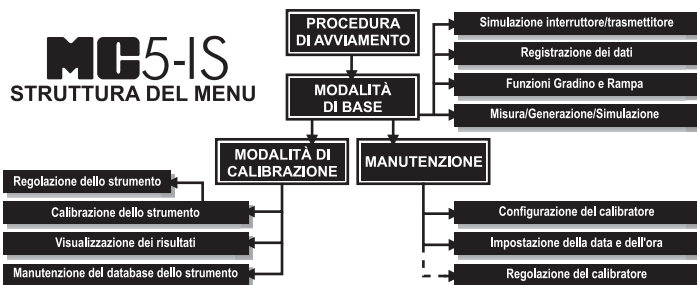 MC5-IS
STRUTTURA DEL MENU
PROCEDURA
DI AVVIAMENTO
MODALITÀ
DI BASE
Simulazione interruttore/trasmettitore
Registrazione dei dati
Funzioni Gradino e Rampa
Misura/Generazione/Simulazione
MODALITÀ DI
CALIBRAZIONE
MANUTENZIONE
Regolazione dello strumento
Calibrazione dello strumento
Visualizzazione dei risultati
Manutenzione del database dello strumento
Configurazione del calibratore
Impostazione della data e dell'ora
Regolazione del calibratore